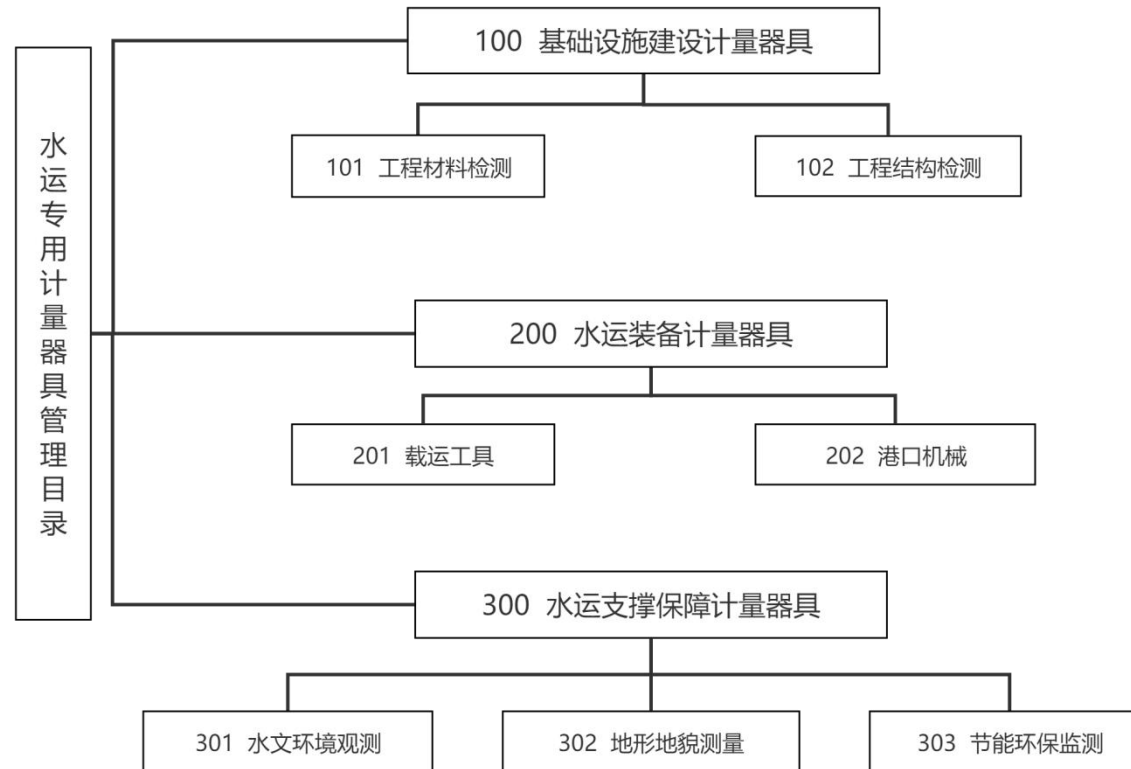 水运专用计量器具管理目录
100 基础设施建设计量器具
101 工程材料检测
102 工程结构检测
200 水运装备计量器具
201 载运工具
202 港口机械
300 水运支撑保障计量器具
301 水文环境观测
302 地形地貌测量
303 节能环保监测